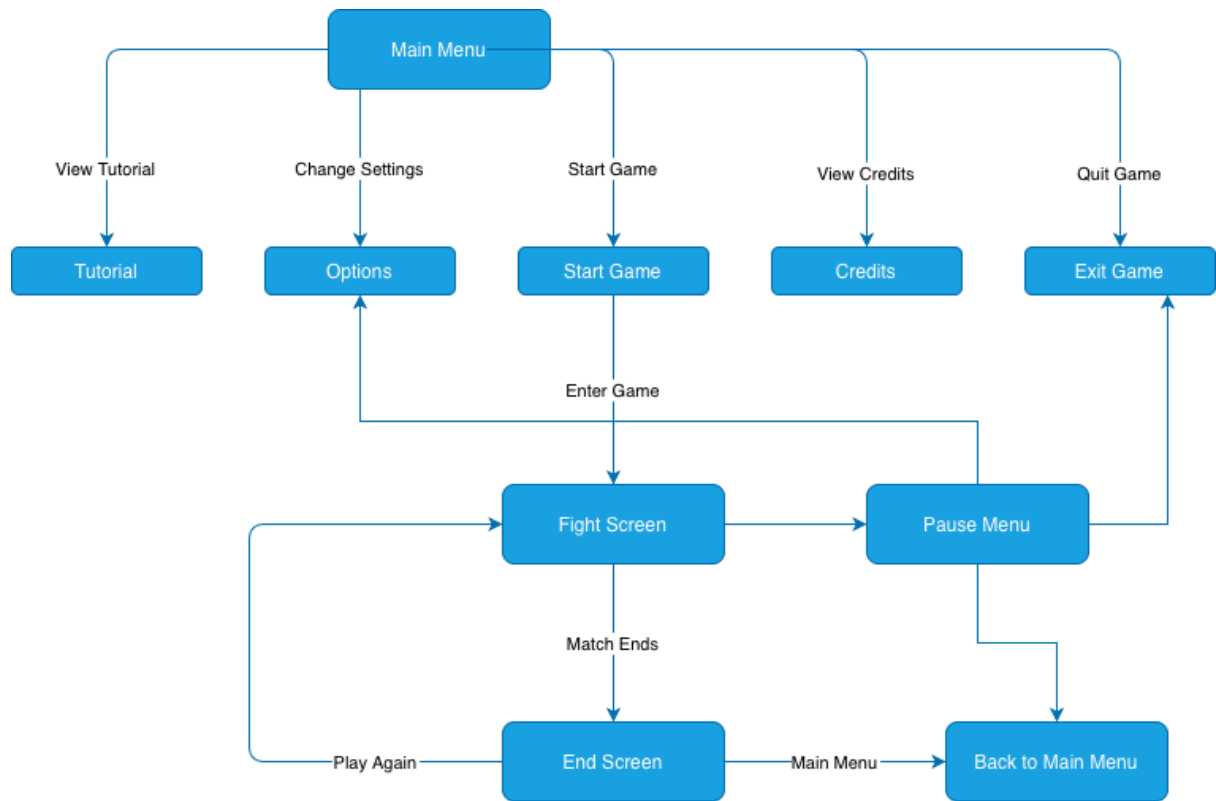 Main Menu
View Tutorial
Change Settings
Start Game
View Credits
Quit Game
Tutorial
Options
Start Game
Credits
Exit Game
Enter Game
Fight Screen
Pause Menu
Match Ends
Play Again
End Screen
Main Menu
Back to Main Menu